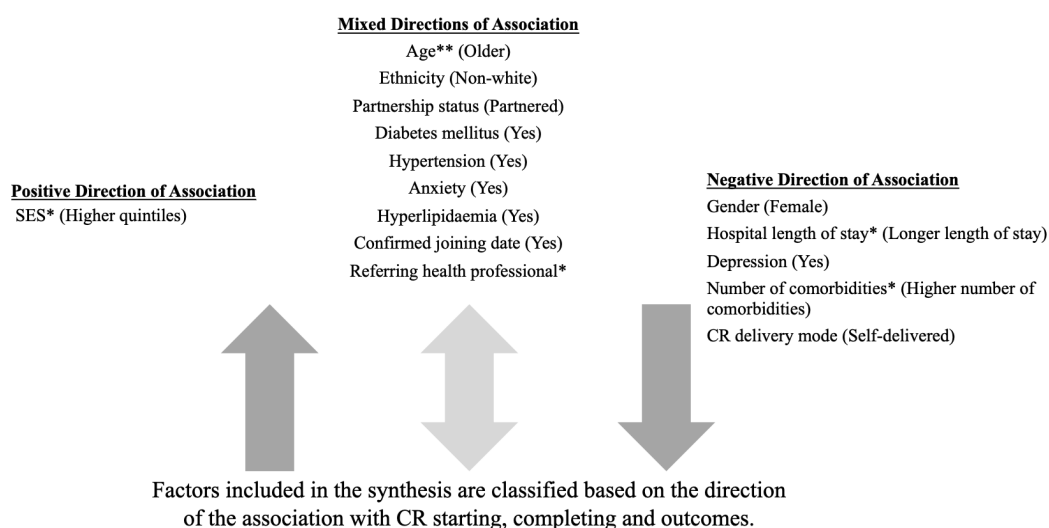 Mixed Directions of Association
Age** (Older)
Ethnicity (Non-white)
Partnership status (Partnered)
Diabetes mellitus (Yes)
Hypertension (Yes)
Anxiety (Yes)
Hyperlipidaemia (Yes)
Confirmed joining date (Yes)
Referring health professional*
Positive Direction of Association
SES* (Higher quintiles)
Negative Direction of Association
Gender (Female)
Hospital length of stay* (Longer length of stay)
Depression (Yes)
Number of comorbidities* (Higher number of
comorbidities)
CR delivery mode (Self-delivered)
Factors included in the synthesis are classified based on the direction
of the association with CR starting, completing and outcomes.